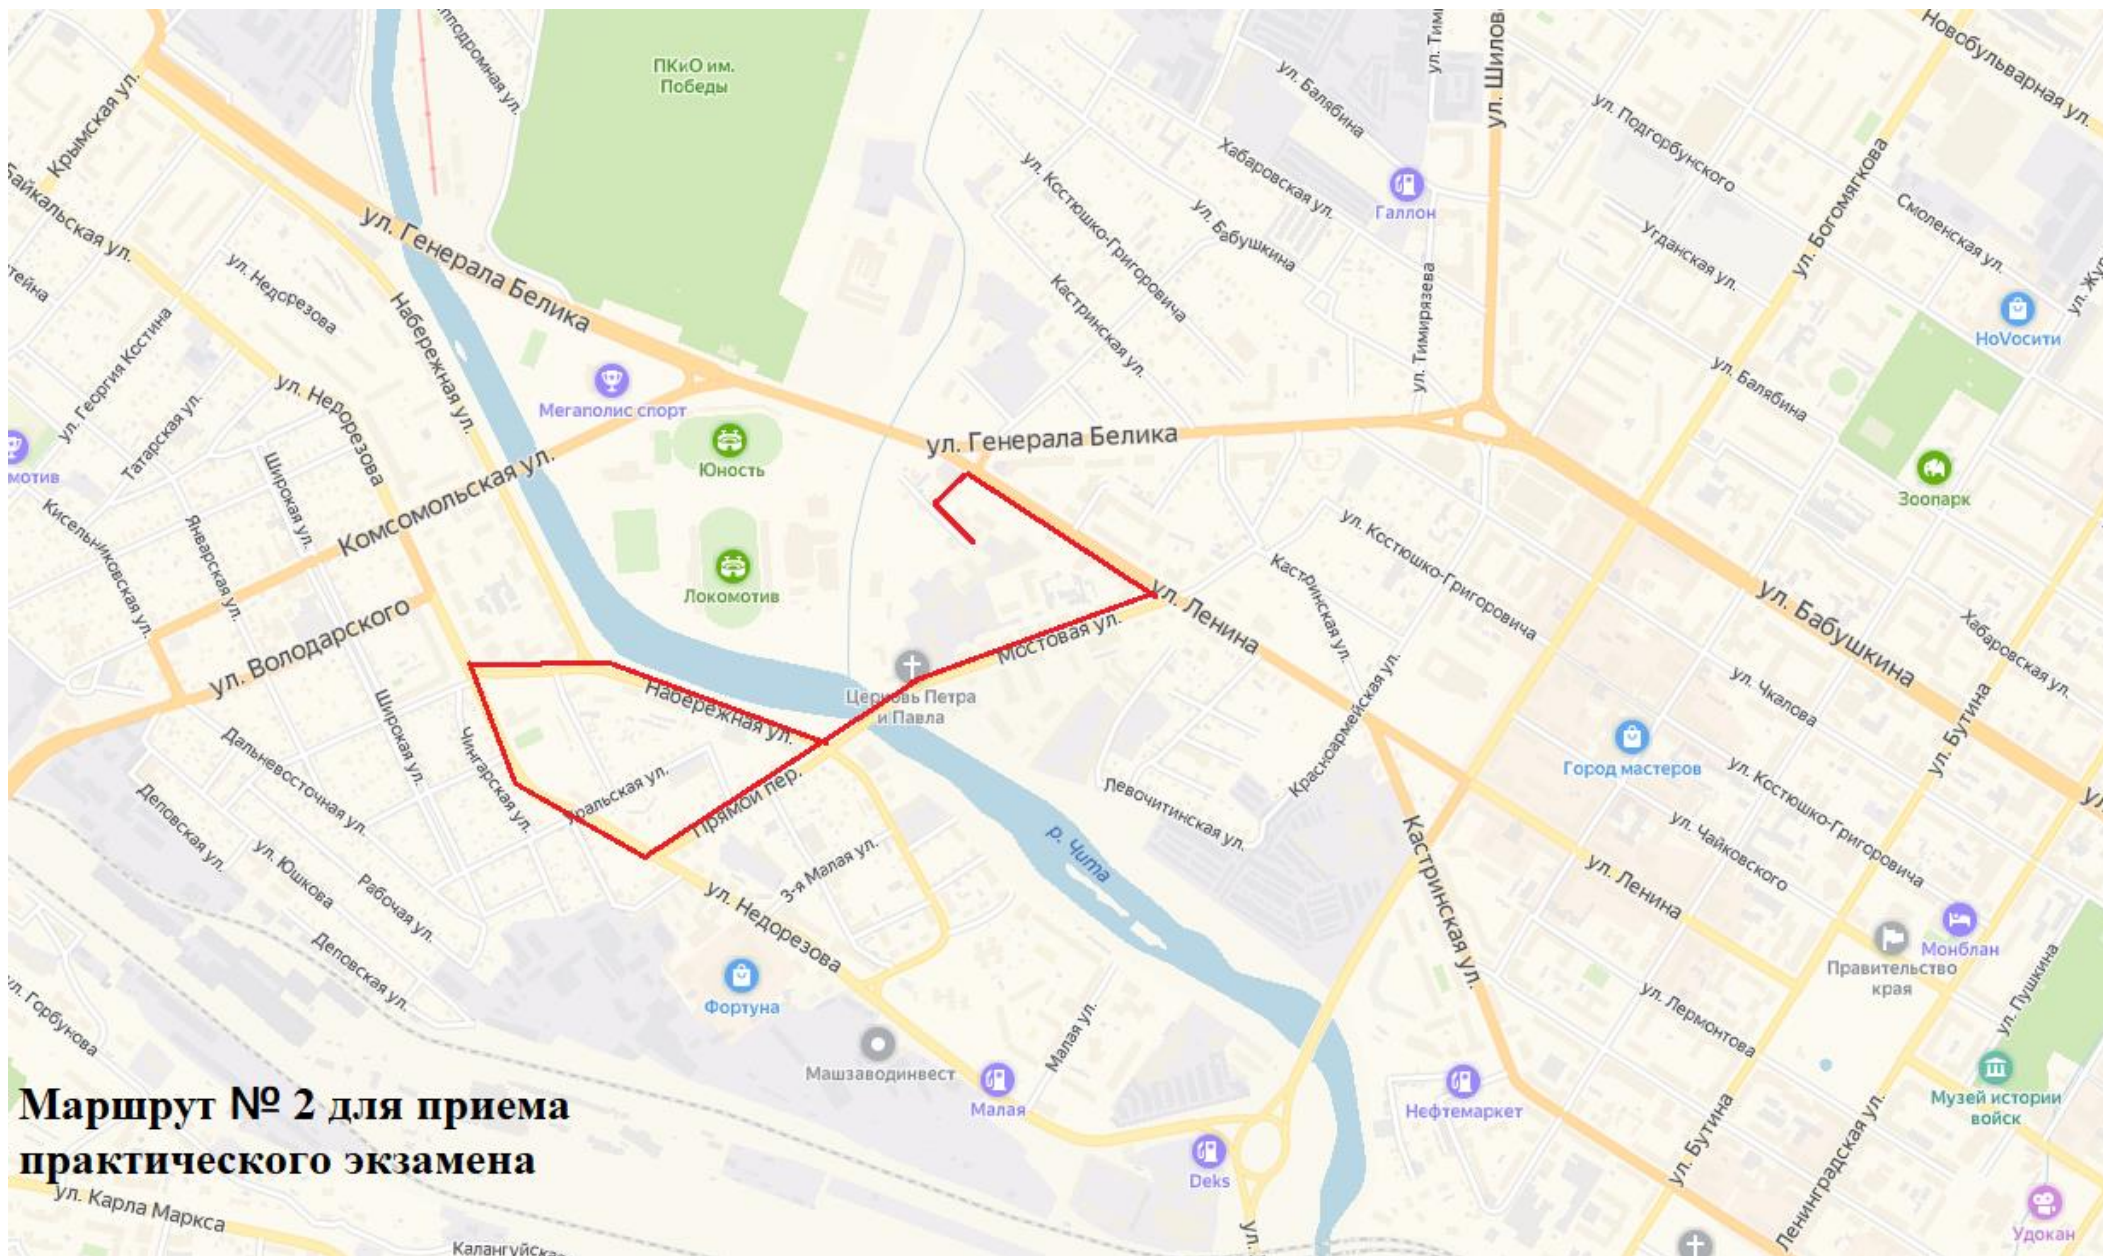 ПКиО им.
Победы
ул. Шилова
Новобульварная ул.
Крымская ул.
ул. Балябина
ул. Подгорбунского
Хабаровская ул.
Галлон
ул. Богомягкова
Смоленская ул.
Байкальская ул.
ул. Генерала Белика
ул. Костюшко-Григоровича
ул. Бабушкина
Угданская ул.
ул. Недорезова
Набережная ул.
Кастринская ул.
ул. Тимирязева
НоVосити
ул. Георгия Костина
Татарская ул.
ул. Недорезова
Мегаполис спорт
ул. Балябина
Юность
ул. Генерала Белика
Зоопарк
мотив
Широкая ул.
Комсомольская ул.
Кисельниковская ул.
Январская ул.
Локомотив
ул. Костюшко-Григоровича
Кастринская ул.
ул. Ленина
ул. Бабушкина
Хабаровская ул.
ул. Володарского
Мостовая ул.
Церковь Петра
и Павла
Набережная ул.
Широкая ул.
Чингарская ул.
Красноармейская ул.
ул. Чкалова
ул. Бутина
Город мастеров
Дальневосточная ул.
Деповская ул.
Уральская ул.
Прямой пер.
Левочитинская ул.
р. Чита
ул. Костюшко-Григоровича
ул. Чайковского
ул. Юшкова
Рабочая ул.
3-я Малая ул.
Кастринская ул.
ул. Ленина
ул. Недорезова
Деповская ул.
Монблан
Правительство
края
Фортуна
ул. Лермонтова
ул. Пушкина
ул. Горбунова
Малая ул.
Машзаводинвест
Малая
Нефтемаркет
Музей истории
войск
Маршрут № 2 для приема
практического экзамена
ул. Бутина
Ленинградская ул.
Deks
ул. Карла Маркса
Удокан
ул.